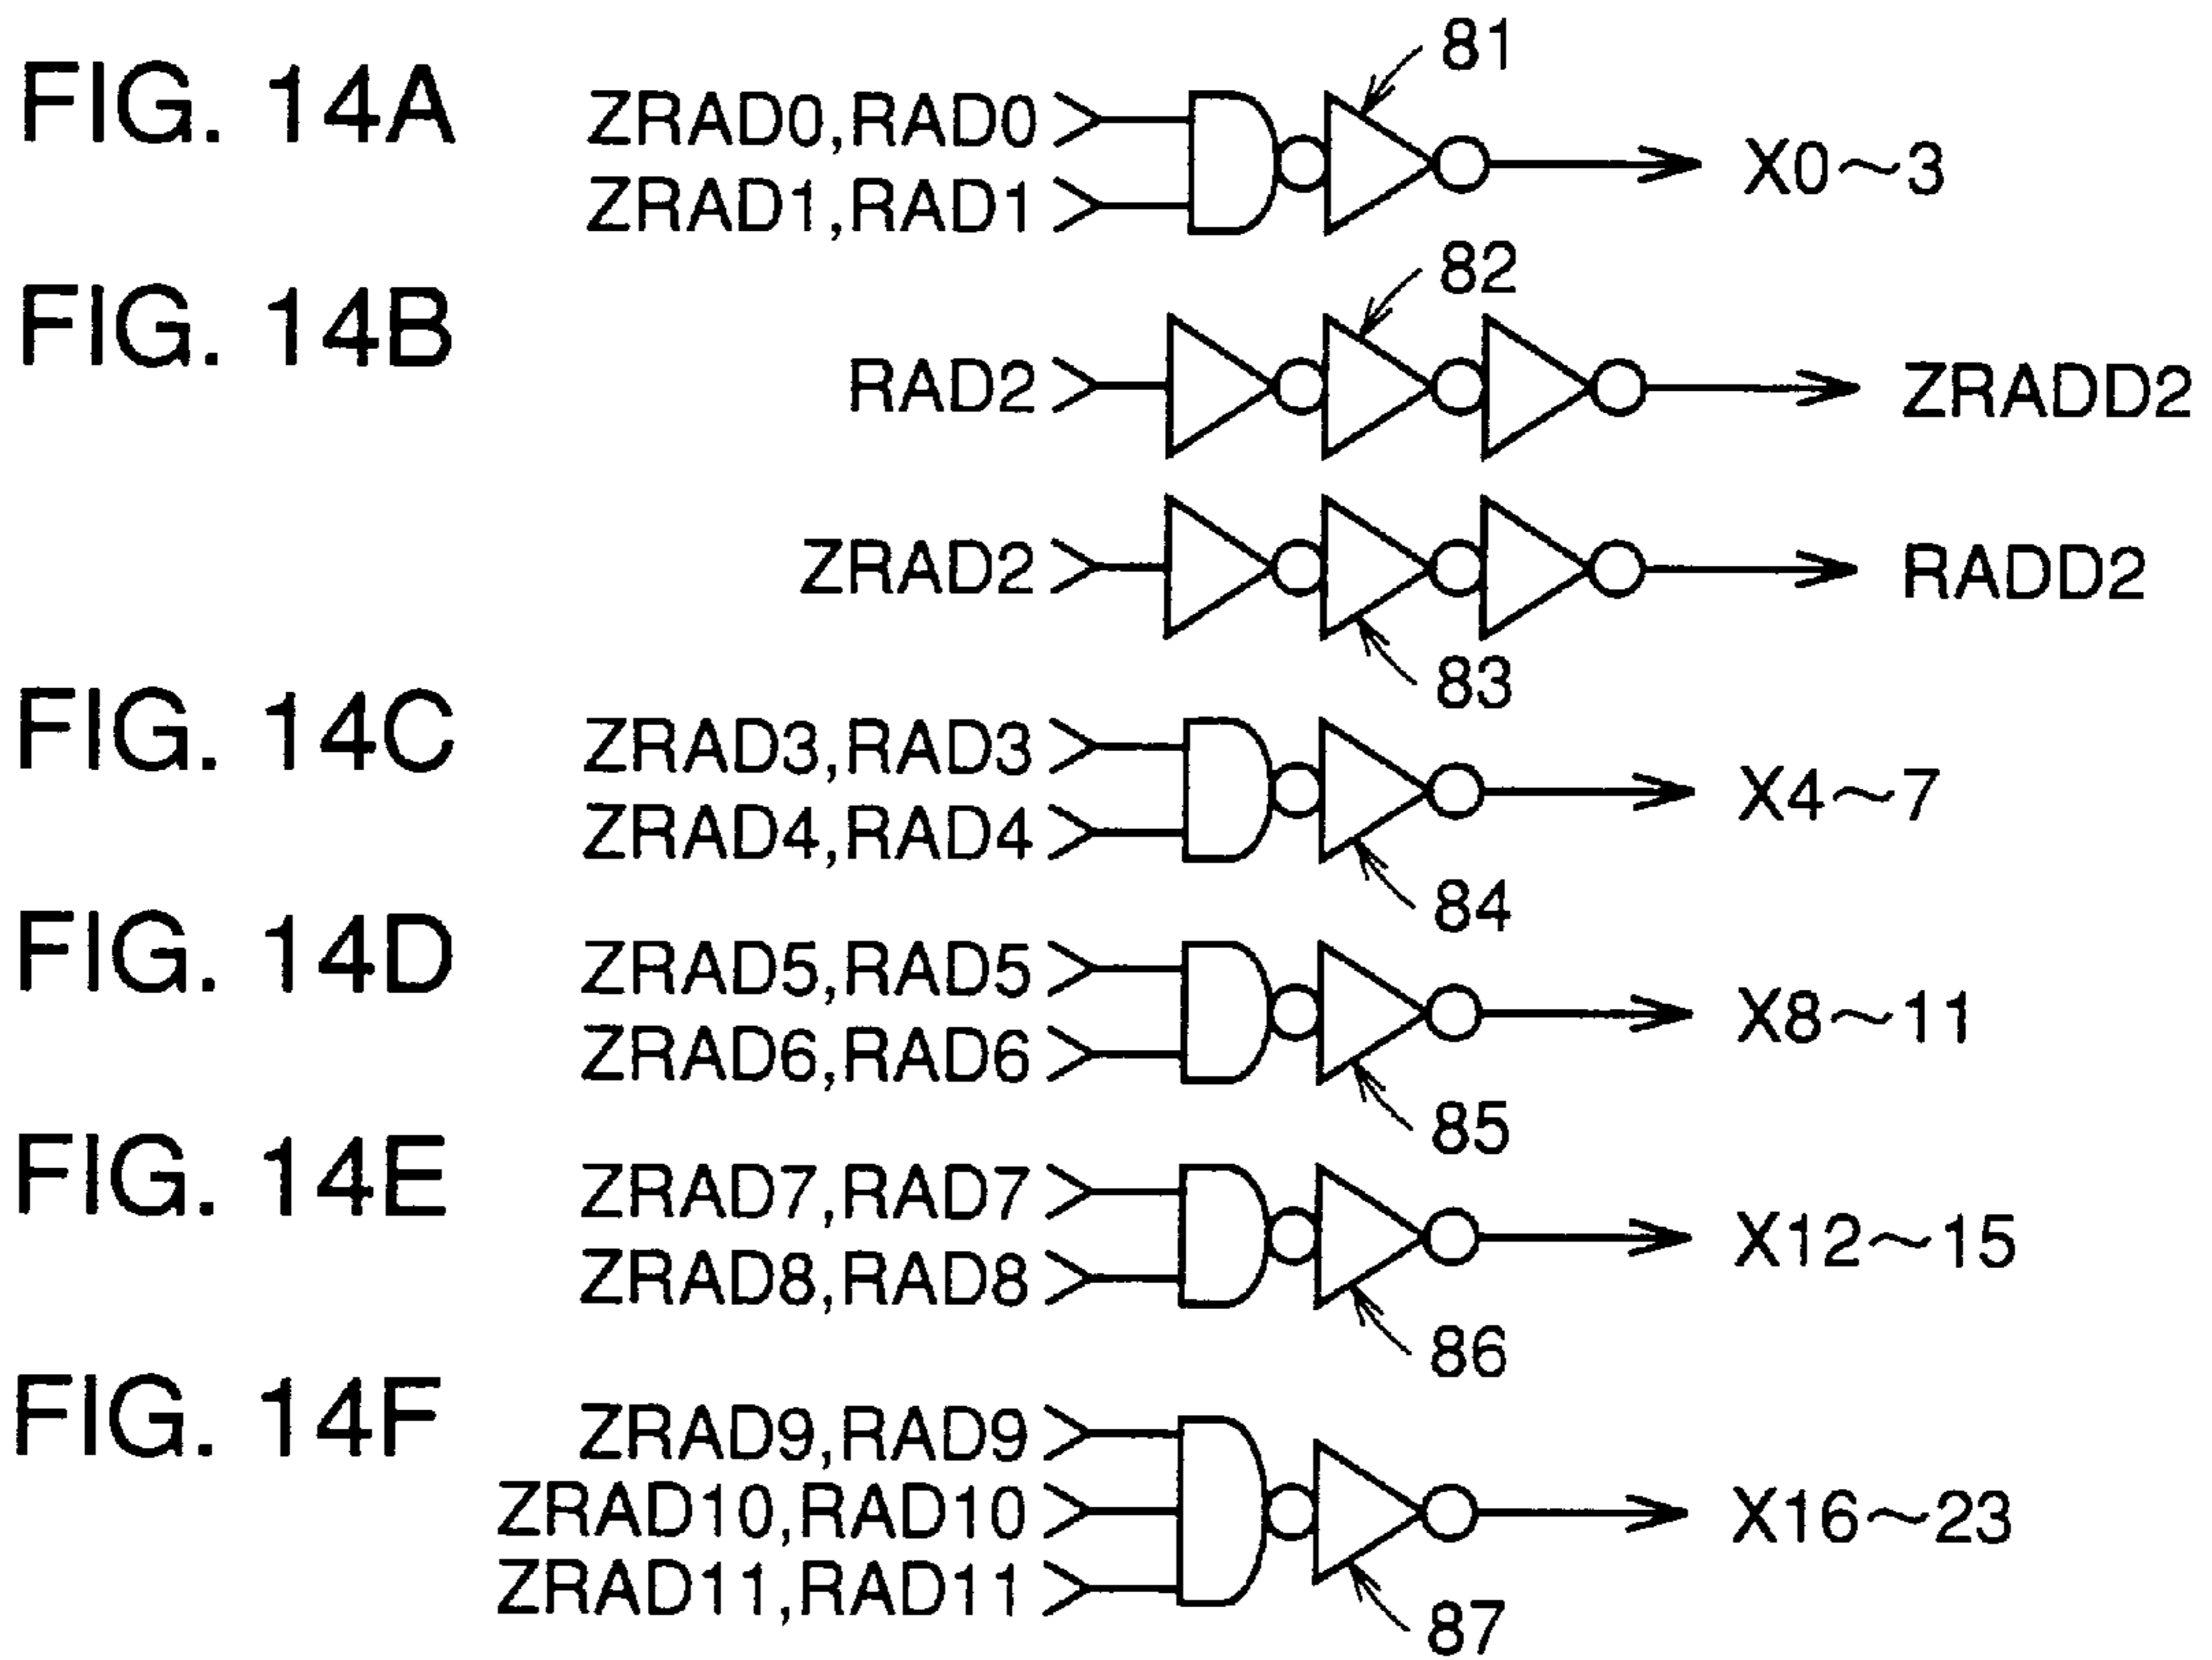 FIG. 14A
81
ZRAD0,RAD0
ZRAD1,RAD1
X0~3
FIG. 14B
82
RAD2
ZRADD2
ZRAD2
RADD2
83
FIG. 14C
ZRAD3,RAD3
ZRAD4,RAD4
X4~7
84
FIG. 14D
ZRAD5,RAD5
ZRAD6,RAD6
X8~11
85
FIG. 14E
ZRAD7,RAD7
ZRAD8,RAD8
X12~15
86
FIG. 14F
ZRAD9,RAD9
ZRAD10,RAD10
ZRAD11,RAD11
X16~23
87